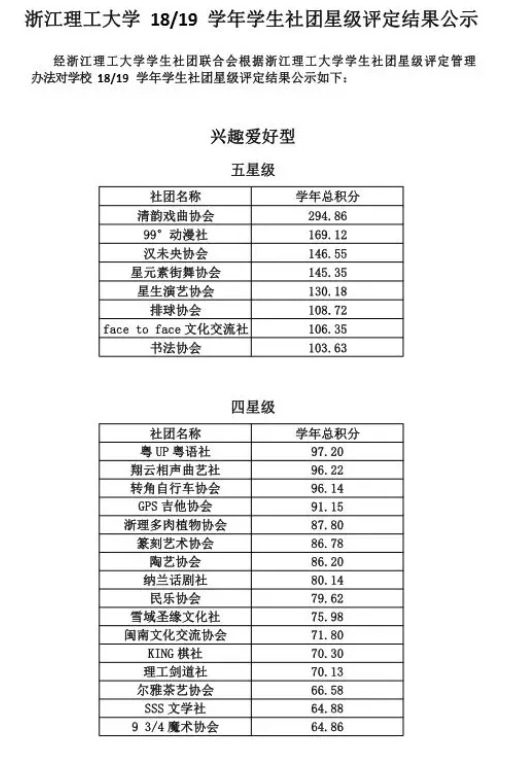 浙江理工大学 18/19 学年学生社团星级评定结果公示
经浙江理工大学学生社团联合会根据浙江理工大学学生社团星级评定管理
办法对学校 18/19 学年学生社团星级评定结果公示如下：
兴趣爱好型
五星级
社团名称 学年总积分
清韵戏曲协会 294.86
99°动漫社 169.12
汉未央协会 146.55
星元素街舞协会 145.35
星生演艺协会 130.18
排球协会 108.72
face to face 文化交流社 106.35
书法协会 103.63
四星级
社团名称 学年总积分
粤 UP 粤语社 97.20
翔云相声曲艺社 96.22
转角自行车协会 96.14
GPS 吉他协会 91.15
浙理多肉植物协会 87.80
篆刻艺术协会 86.78
陶艺协会 86.20
纳兰话剧社 80.14
民乐协会 79.62
雪域圣缘文化社 75.98
闽南文化交流协会 71.80
KING 棋社 70.30
理工剑道社 70.13
尔雅茶艺协会 66.58
SSS 文学社 64.88
9 3/4 魔术协会 64.86